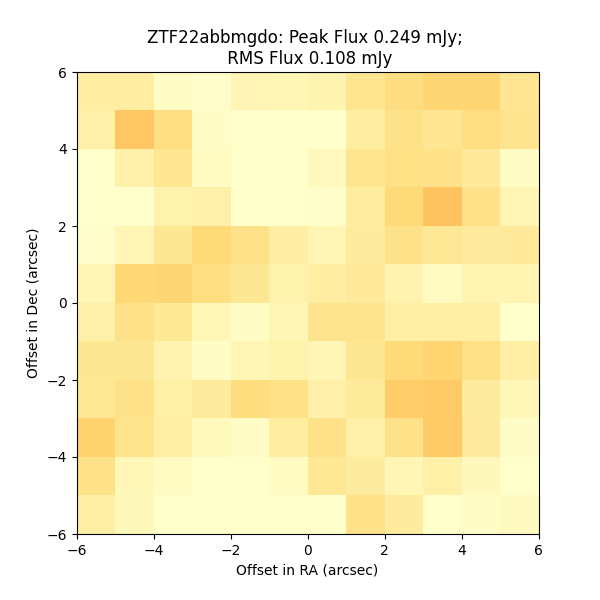 ZTF22abbmgdo: Peak Flux 0.249 mJy;
RMS Flux 0.108 mJy
6
4
2
0
−2
−4
−6
Offset in Dec (arcsec)
−6 −4 −2 0 2 4 6
Offset in RA (arcsec)